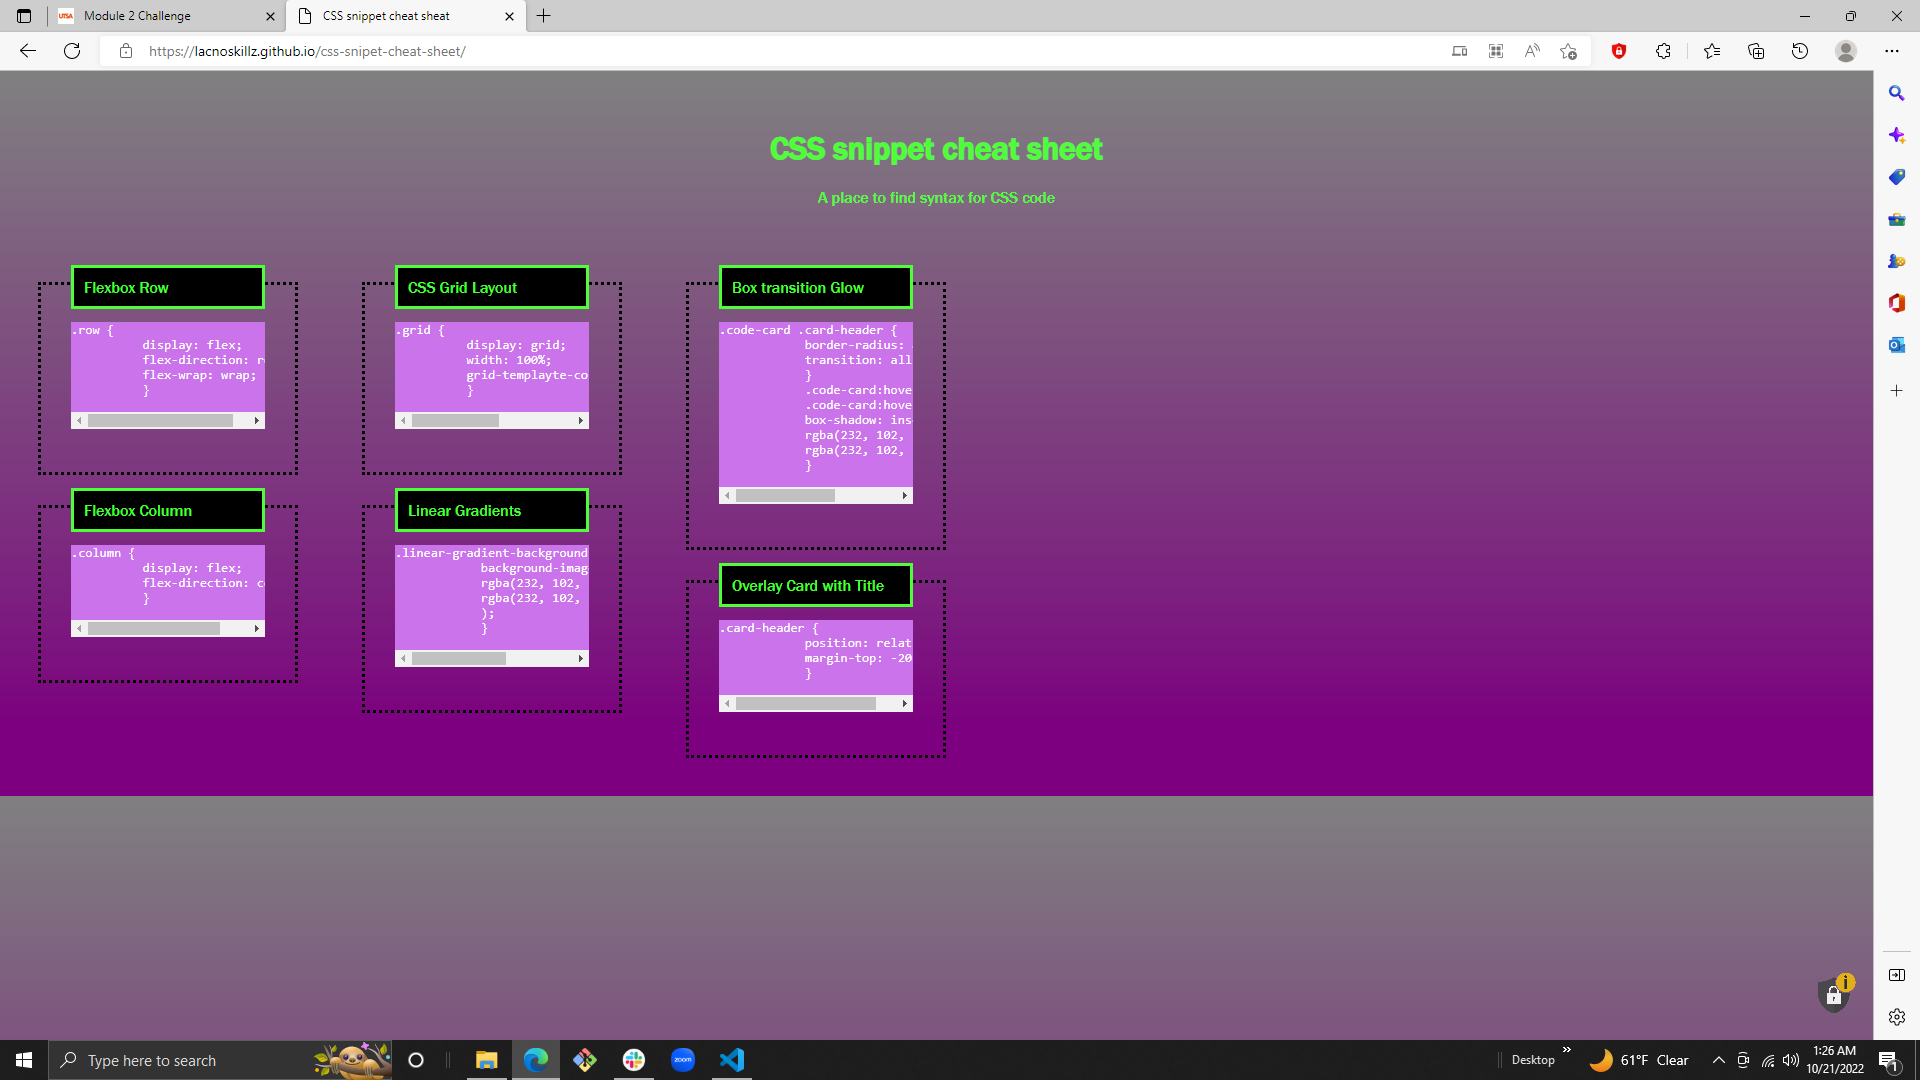 UTSA
Module 2 Challenge
CSS snippet cheat sheat
https://lacnoskillz.github.io/css-snipet-cheat-sheet/
CSS snippet cheat sheet
A place to find syntax for CSS code
Flexbox Row
.row {
display: flex;
flex-direction: r
flex-wrap: wrap;
}
Flexbox Column
.column {
display: flex;
flex-direction: c
}
CSS Grid Layout
.grid {
display: grid;
width: 100%;
grid-templayte-co
}
Linear Gradients
.linear-gradient-background
background-imag
rgba(232, 102,
rgba(232, 102,
);
}
Box transition Glow
.code-card .card-header {
border-radius:
transition: all
}
.code-card:hove
.code-card:hove
box-shadow: ins
rgba(232, 102,
rgba(232, 102,
}
Overlay Card with Title
.card-header {
position: relat
margin-top: -20
}
Type here to search
zoom
Desktop
61°F Clear
1:26 AM
10/21/2022
1